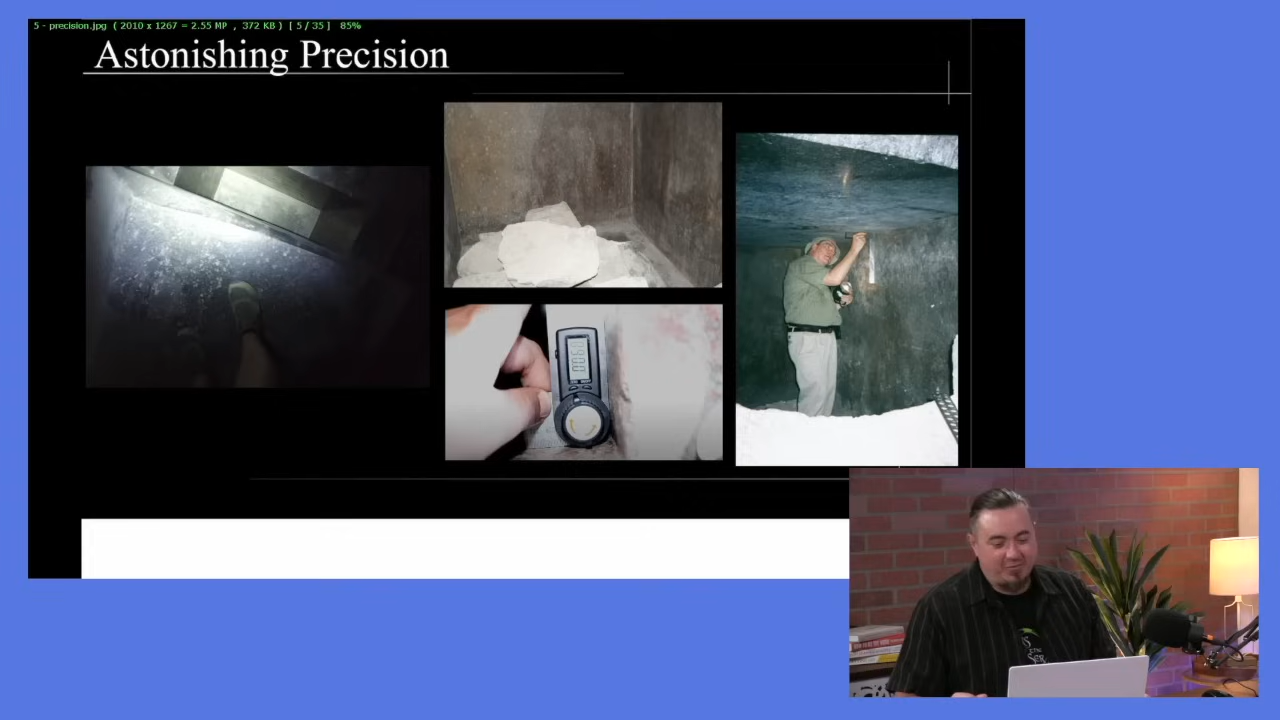 5 - precision.jpg ( 2010 x 1267 = 2.55 MP , 372 KB ) [ 5 / 35 ] 85%
Astonishing Precision